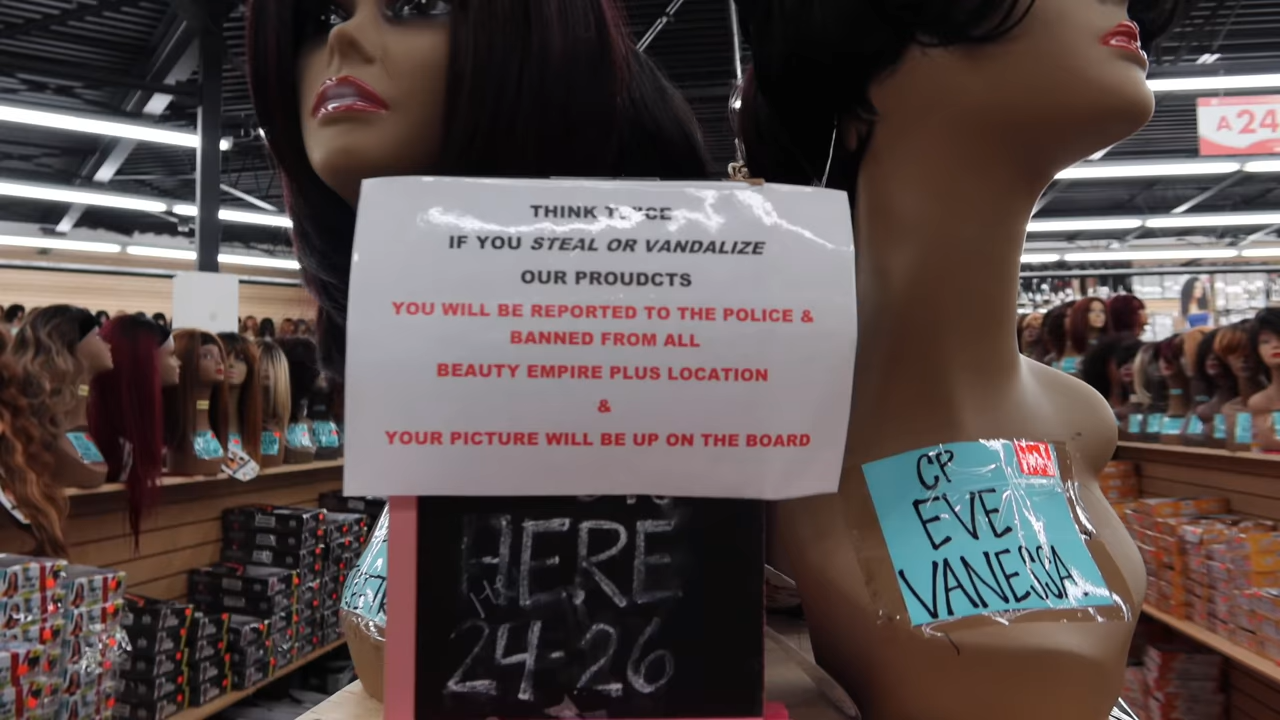 THINK TWICE
IF YOU STEAL OR VANDALIZE
OUR PROUDCTS
YOU WILL BE REPORTED TO THE POLICE &
BANNED FROM ALL
BEAUTY EMPIRE PLUS LOCATION
&
YOUR PICTURE WILL BE UP ON THE BOARD
HERE
24-26
CP
EVE
VANESSA
A24